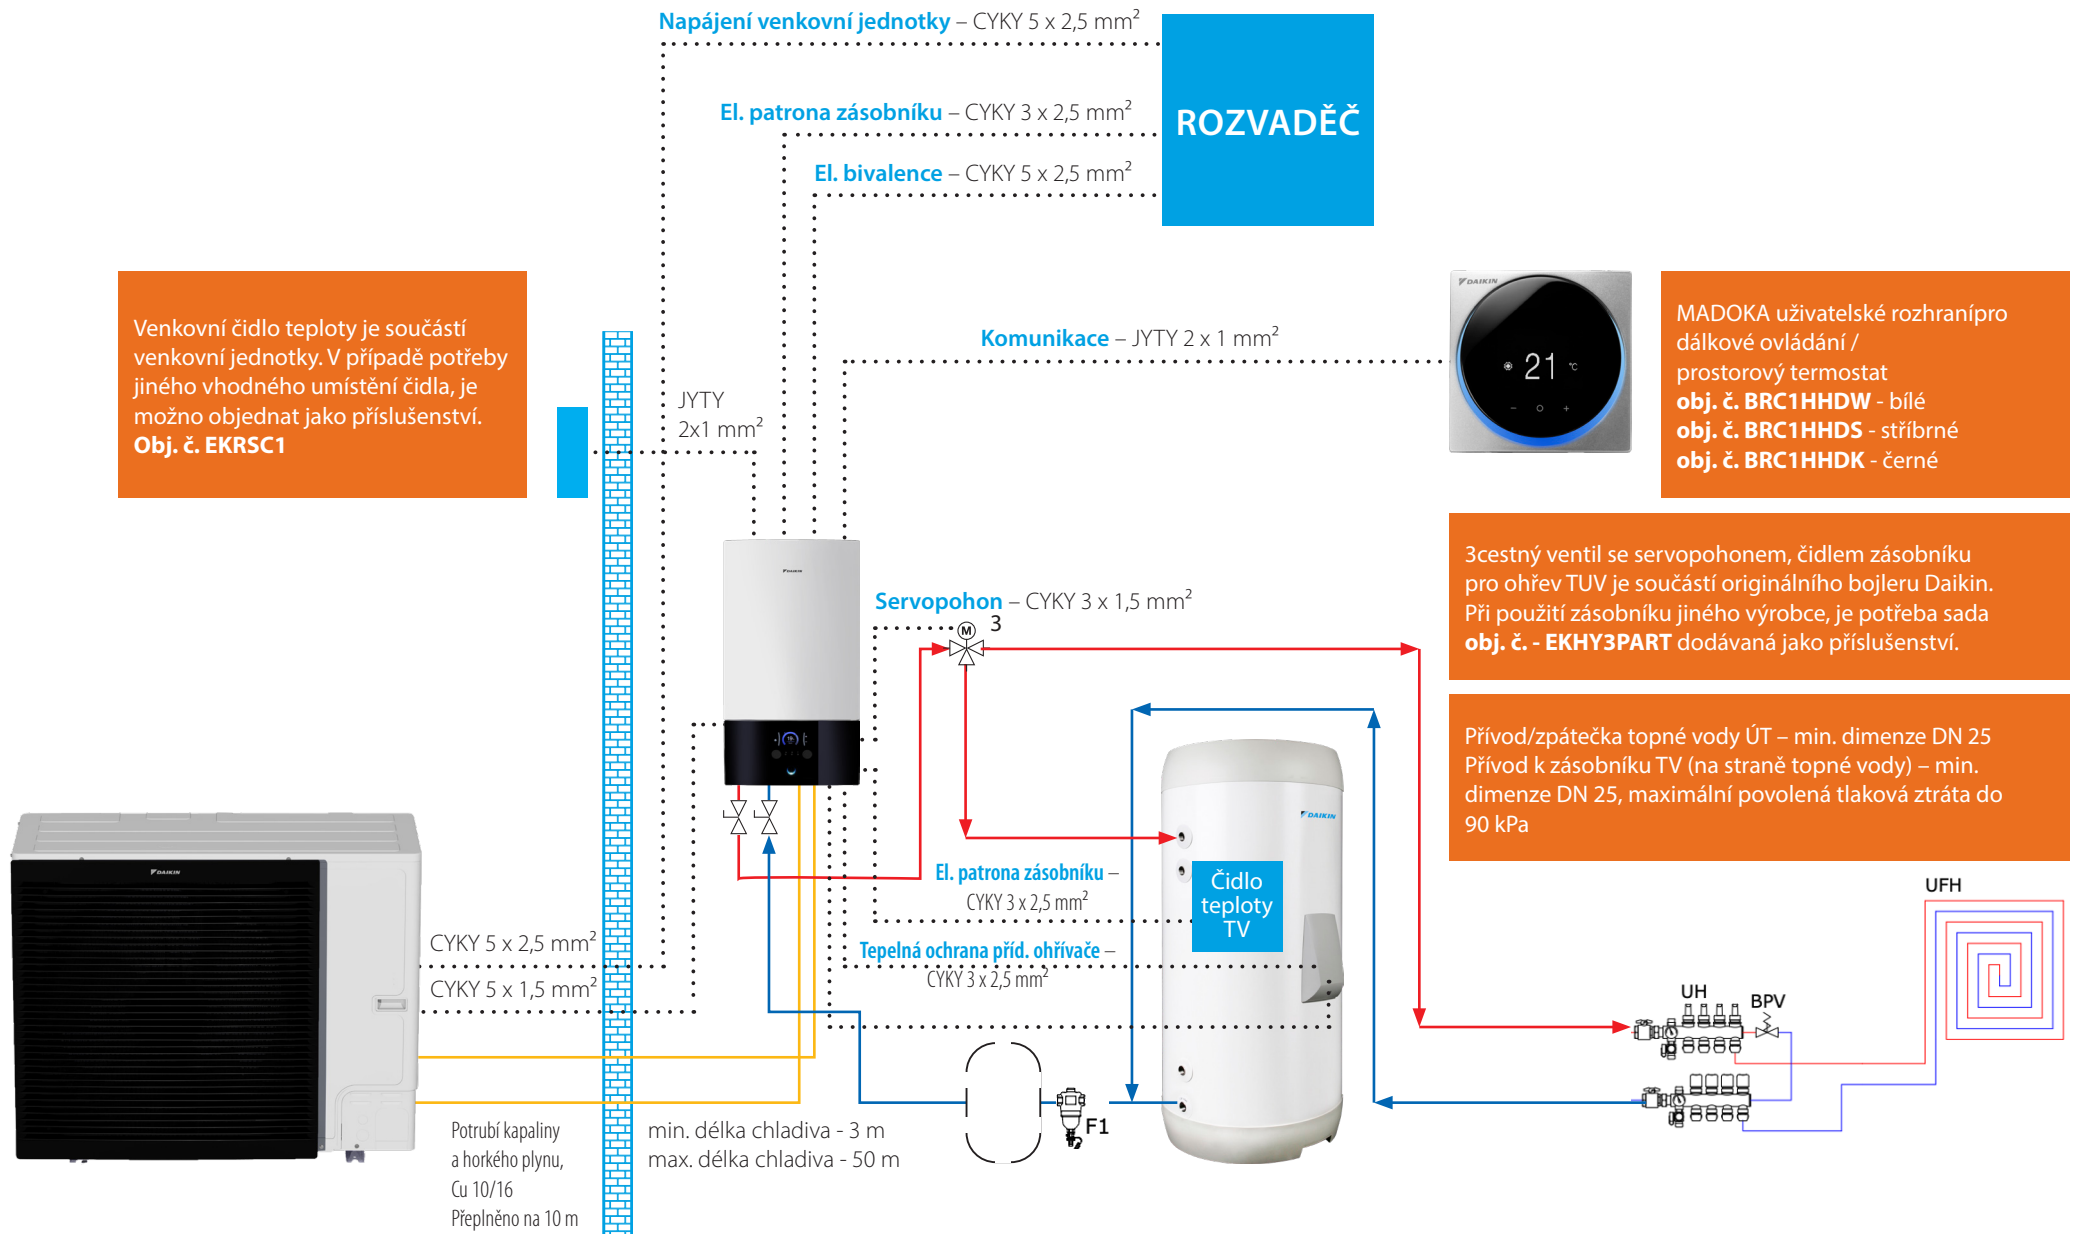 Napájení venkovní jednotky – CYKY 5 x 2,5 mm²
El. patrona zásobníku – CYKY 3 x 2,5 mm²
ROZVADĚČ
El. bivalence – CYKY 5 x 2,5 mm²
Venkovní čidlo teploty je součástí
venkovní jednotky. V případě potřeby
jiného vhodného umístění čidla, je
možno objednat jako příslušenství.
Obj. č. EKRSC1
JYTY
2x1 mm²
Komunikace – JYTY 2 x 1 mm²
DAIKIN
21 °C
MADOKA uživatelské rozhranípro
dálkové ovládání /
prostorový termostat
obj. č. BRC1HHDW - bílé
obj. č. BRC1HHDS - stříbrné
obj. č. BRC1HHDK - černé
3cestný ventil se servopohonem, čidlem zásobníku
pro ohřev TUV je součástí originálního bojleru Daikin.
Při použití zásobníku jiného výrobce, je potřeba sada
obj. č. - EKHY3PART dodávaná jako příslušenství.
DAIKIN
Servopohon – CYKY 3 x 1,5 mm²
M
3
Přívod/zpátečka topné vody ÚT – min. dimenze DN 25
Přívod k zásobníku TV (na straně topné vody) – min.
dimenze DN 25, maximální povolená tlaková ztráta do
90 kPa
DAIKIN
DAIKIN
El. patrona zásobníku –
CYKY 3 x 2,5 mm²
Čidlo
teploty
TV
Tepelná ochrana příd. ohřívače –
CYKY 3 x 2,5 mm²
CYKY 5 x 2,5 mm²
CYKY 5 x 1,5 mm²
UFH
UH
BPV
F1
Potrubí kapaliny
a horkého plynu,
Cu 10/16
Přeplněno na 10 m
min. délka chladiva - 3 m
max. délka chladiva - 50 m